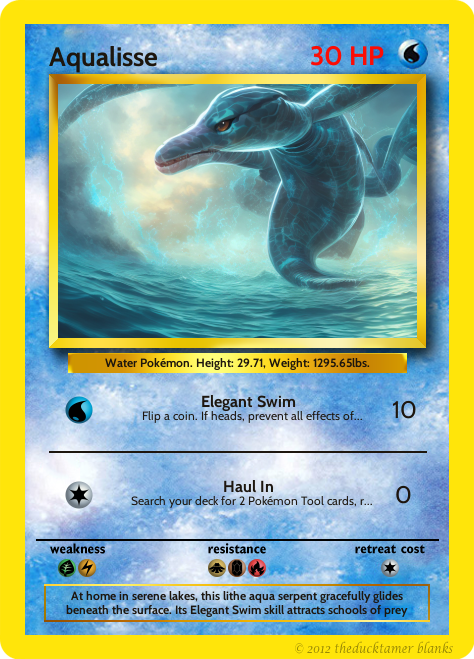 Aqualisse
30 HP
Water Pokémon. Height: 29.71, Weight: 1295.65lbs.
Elegant Swim
Flip a coin. If heads, prevent all effects of...
10
Haul In
Search your deck for 2 Pokémon Tool cards, r...
0
weakness
resistance
retreat cost
At home in serene lakes, this lithe aqua serpent gracefully glides
beneath the surface. Its Elegant Swim skill attracts schools of prey
© 2012 theducktamer blanks